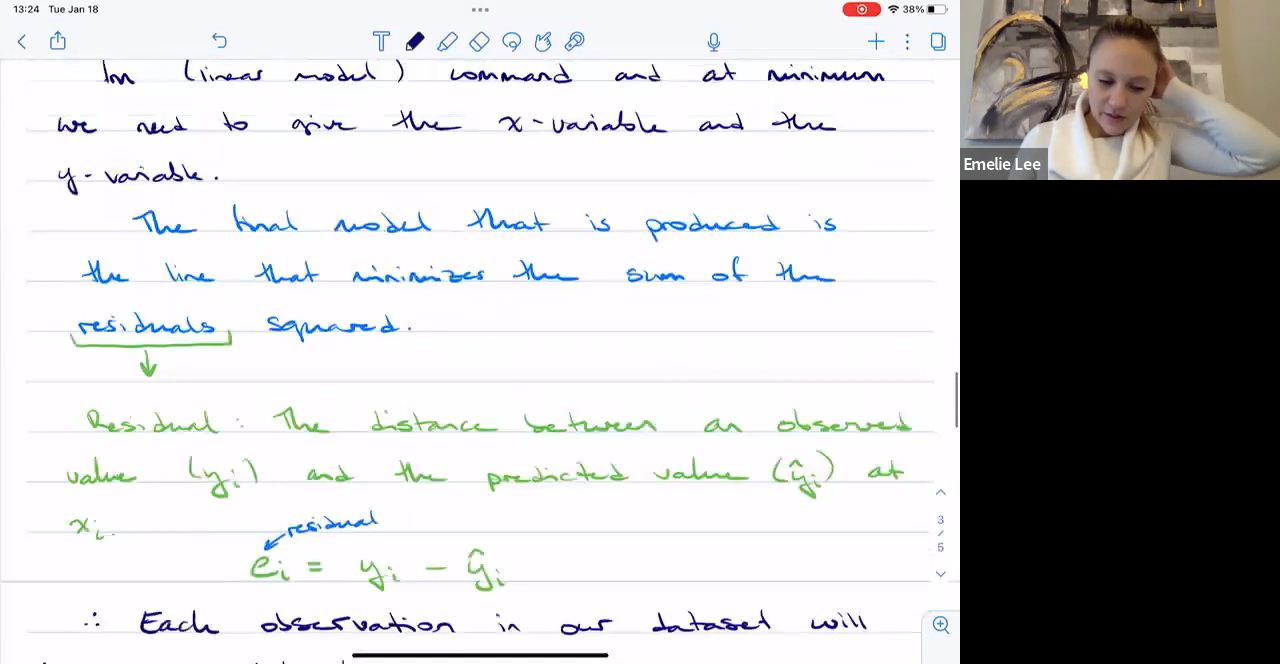 13:24 Tue Jan 18
38%
lm (linear model) command and at minimum
we need to give the x-variable and the
y-variable.
Emelie Lee
The final model that is produced is
the line that minimizes the sum of the
residuals squared.
Residual: The distance between an observed
value (yᵢ) and the predicted value (ŷᵢ) at
xᵢ.
residual
eᵢ = yᵢ - ŷᵢ
3
/
5
∴ Each observation in our dataset will